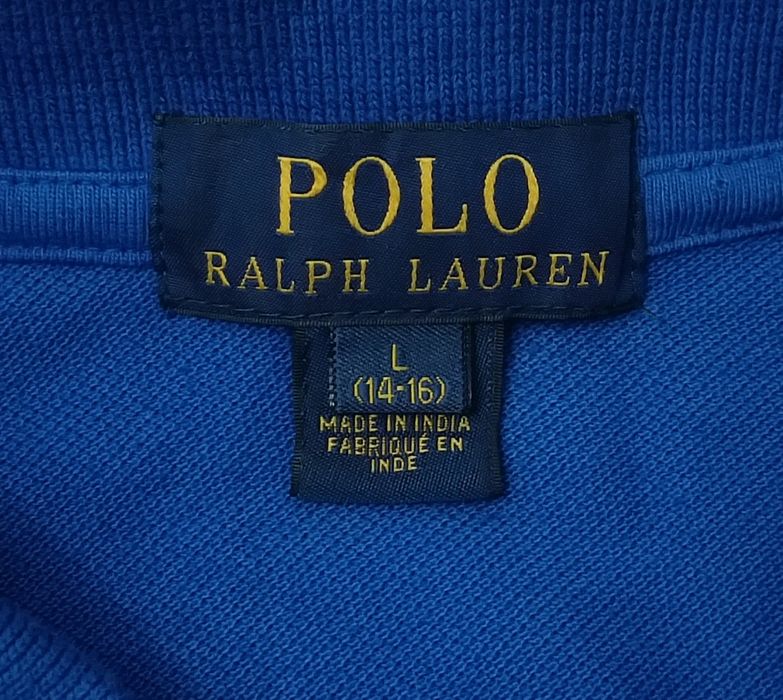 POLO
RALPH LAUREN
L
(14-16)
MADE IN INDIA
FABRIQUÉ EN
INDE